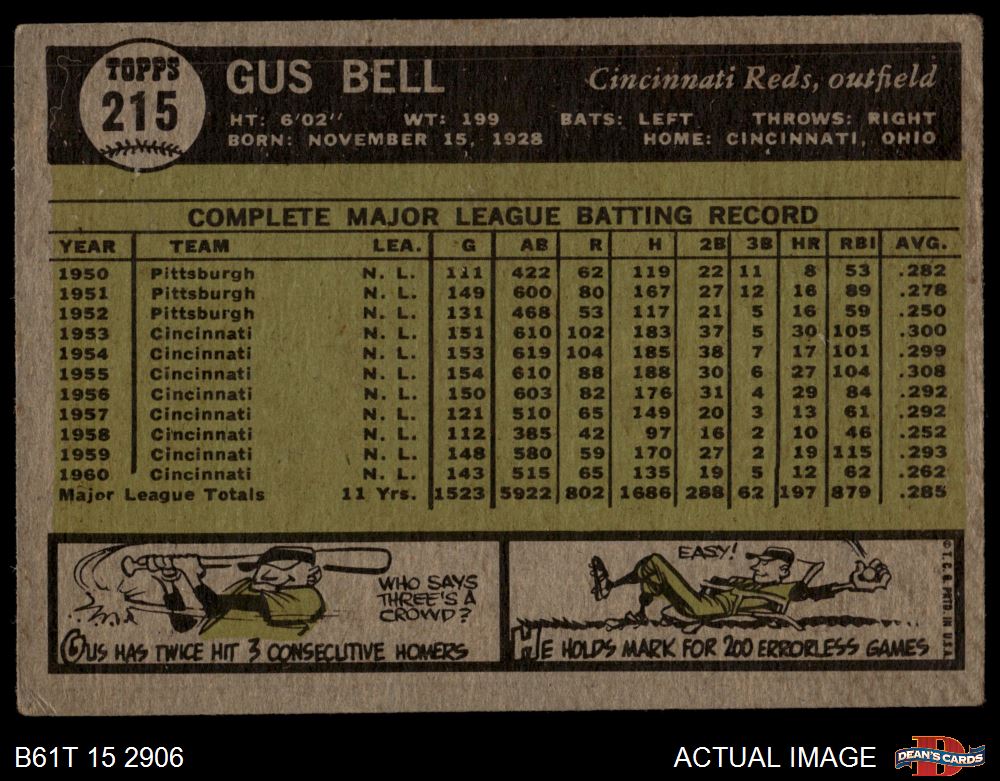 TOPPS
215
GUS BELL
Cincinnati Reds, outfield
HT: 6'02" WT: 199 BATS: LEFT THROWS: RIGHT
BORN: NOVEMBER 15, 1928 HOME: CINCINNATI, OHIO
COMPLETE MAJOR LEAGUE BATTING RECORD
YEAR TEAM LEA. G AB R H 2B 3B HR RBI AVG.
1950 Pittsburgh N. L. 111 422 62 119 22 11 8 53 .282
1951 Pittsburgh N. L. 149 600 80 167 27 12 16 89 .278
1952 Pittsburgh N. L. 131 468 53 117 21 5 16 59 .250
1953 Cincinnati N. L. 151 610 102 183 37 5 30 105 .300
1954 Cincinnati N. L. 153 619 104 185 38 7 17 101 .299
1955 Cincinnati N. L. 154 610 88 188 30 6 27 104 .308
1956 Cincinnati N. L. 150 603 82 176 31 4 29 84 .292
1957 Cincinnati N. L. 121 510 65 149 20 3 13 61 .292
1958 Cincinnati N. L. 112 385 42 97 16 2 10 46 .252
1959 Cincinnati N. L. 148 580 59 170 27 2 19 115 .293
1960 Cincinnati N. L. 143 515 65 135 19 5 12 62 .262
Major League Totals 11 Yrs. 1523 5922 802 1686 288 62 197 879 .285
WHO SAYS
THREE'S A
CROWD?
GUS HAS TWICE HIT 3 CONSECUTIVE HOMERS
EASY!
HE HOLDS MARK FOR 200 ERRORLESS GAMES
© T.C.G. PRTD. IN U.S.A.
B61T 15 2906
ACTUAL IMAGE
D
DEAN'S CARDS